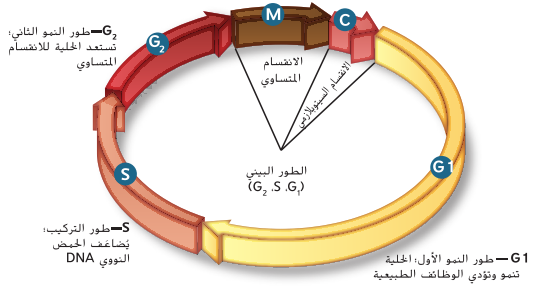 G₂—طور النمو الثاني؛
تستعد الخلية للانقسام
المتساوي
G₂
M
C
الانقسام
المتساوي
الانقسام السيتوبلازمي
الطور البيني
(G₂ ،S ،G₁)
G1
S
S—طور التركيب؛
يُضاعَف الحمض
النووي DNA
G1—طور النمو الأول؛ الخلية
تنمو وتؤدي الوظائف الطبيعية